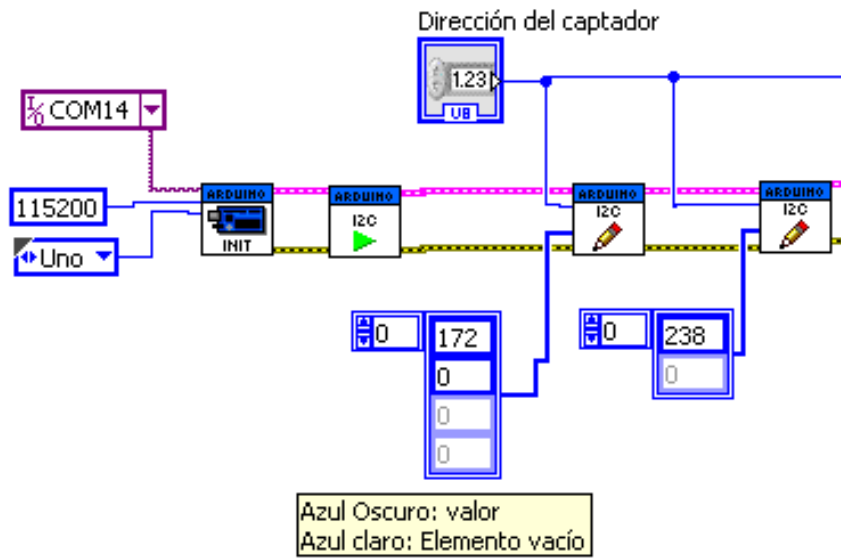 Dirección del captador
1.23
U8
I/O COM14
115200
Uno
ARDUINO
INIT
ARDUINO
I2C
ARDUINO
I2C
ARDUINO
I2C
0
172
0
0
0
0
238
0
Azul Oscuro: valor
Azul claro: Elemento vacío